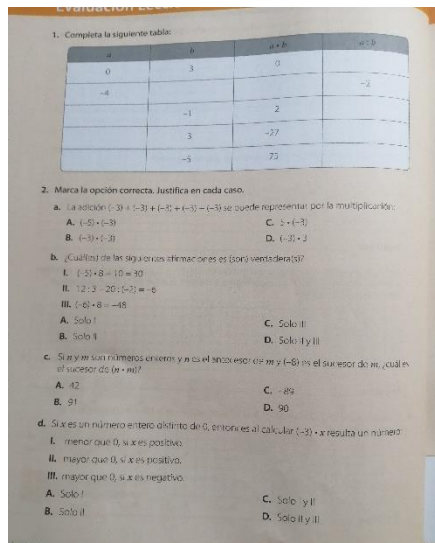 1. Completa la siguiente tabla:
a b a • b a : b
0 3 0
-4 -2
-1 2
3 -27
-5 75
2. Marca la opción correcta. Justifica en cada caso.
a. La adición (-3) + (-3) + (-3) + (-3) + (-3) se puede representar por la multiplicación:
A. (-5) • (-3) C. 5 • (-3)
B. (-3) • (-3) D. (-3) • 3
b. ¿Cuál(es) de las siguientes afirmaciones es (son) verdadera(s)?
I. (-5) • 8 - 10 = 30
II. 12 : 3 - 20 : (-2) = -6
III. (-6) • 8 = -48
A. Solo I C. Solo III
B. Solo II D. Solo II y III
c. Si n y m son números enteros y n es el antecesor de m y (-8) es el sucesor de m, ¿cuál es
el sucesor de (n • m)?
A. 42 C. -89
B. 91 D. 90
d. Si x es un número entero distinto de 0, entonces al calcular (-3) • x resulta un número:
I. menor que 0, si x es positivo.
II. mayor que 0, si x es positivo.
III. mayor que 0, si x es negativo.
A. Solo I C. Solo I y II
B. Solo II D. Solo II y III